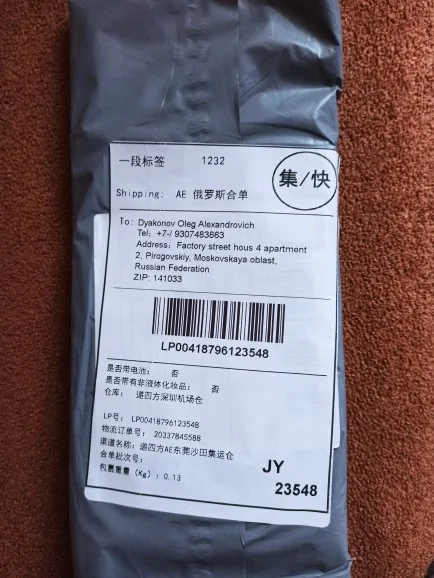 一段标签 1232
集/快
Shipping: AE 俄罗斯合单
To: Dyakonov Oleg Alexandrovich
Tel: +7-/ 9307483863
Address: Factory street hous 4 apartment
2, Pirogovskiy, Moskovskaya oblast,
Russian Federation
ZIP: 141033
LP00418796123548
是否带电池: 否
是否带有非液体化妆品: 否
仓库: 递四方深圳机场仓
LP号: LP00418796123548
物流订单号: 20337845588
渠道名称: 递四方AE东莞沙田集运仓
合单批次号:
包裹重量 (Kg): 0.13
JY
23548